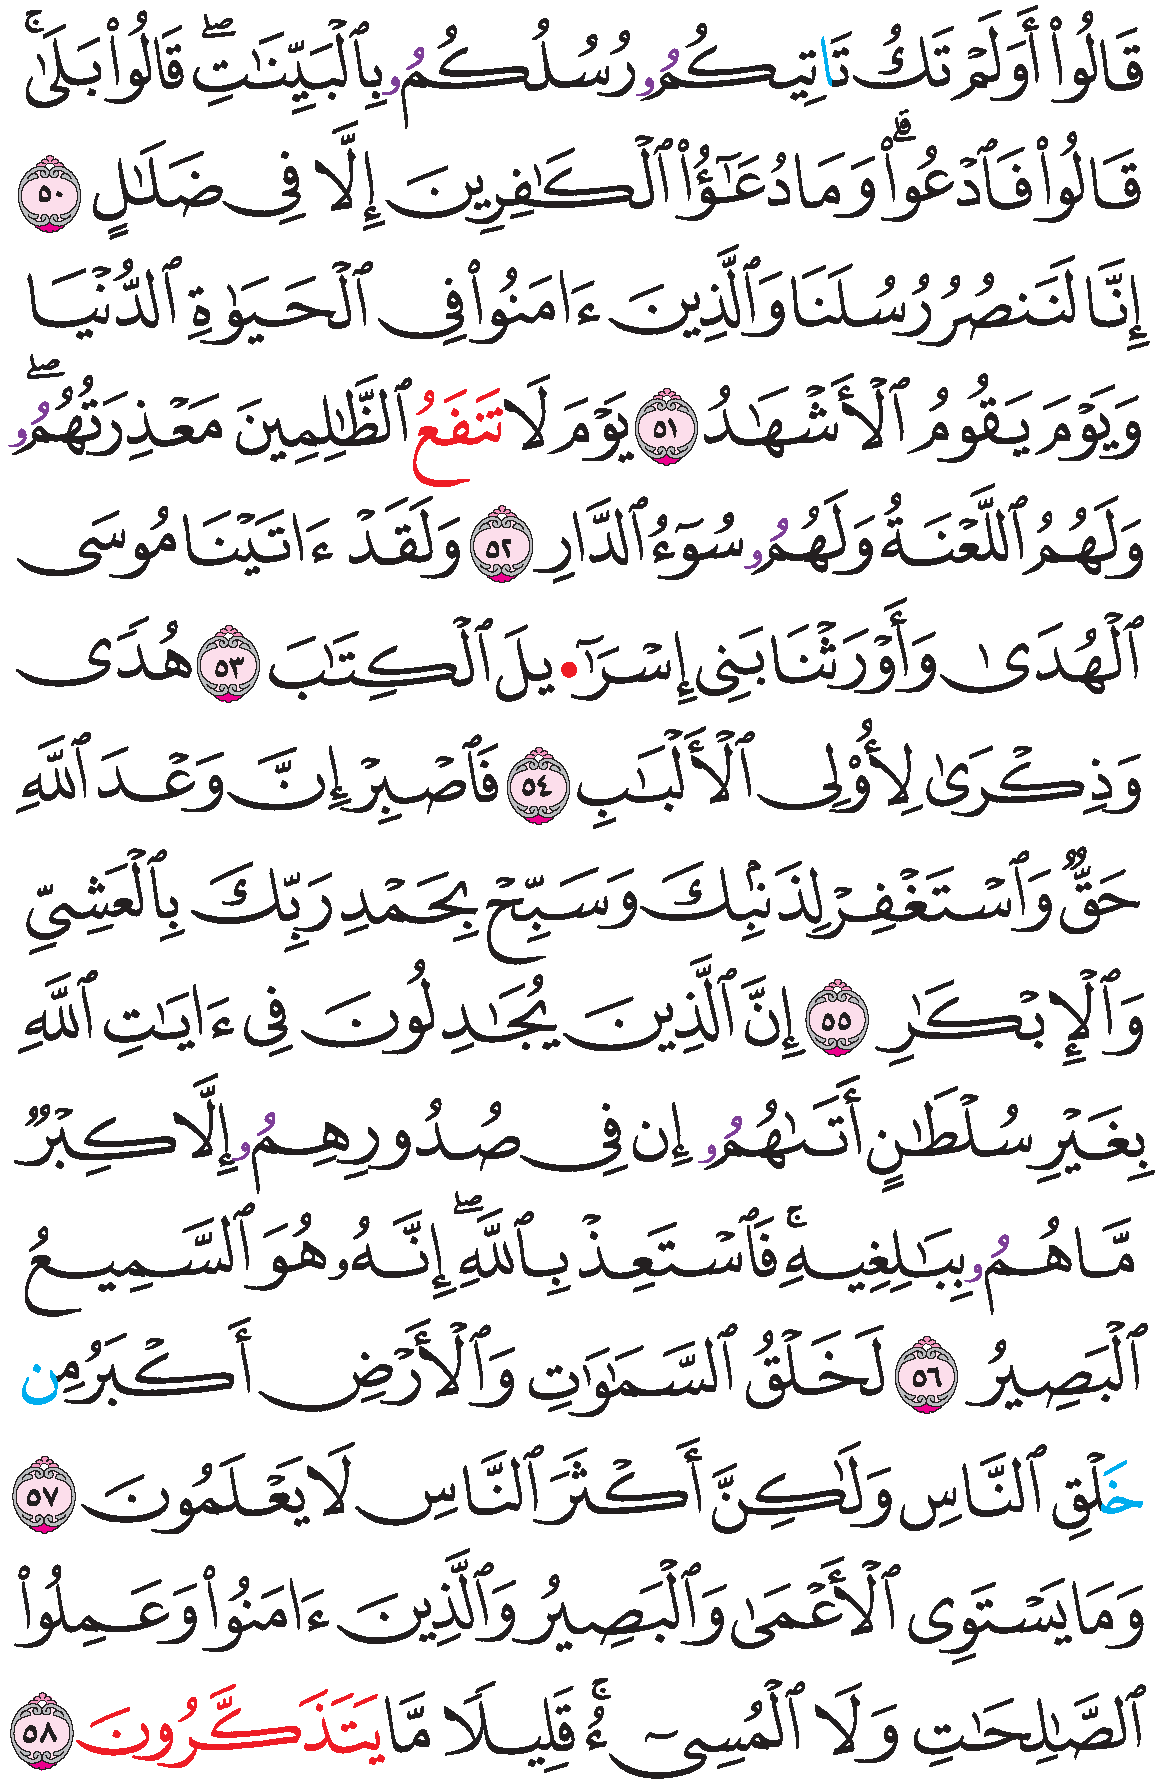 قَالُوٓا۟ أَوَلَمْ تَكُ تَاتِيكُمُۥ رُسُلُكُمُۥ بِٱلْبَيِّنَٰتِۖ قَالُوا۟ بَلَىٰۚ
قَالُوا۟ فَٱدْعُوا۟ۗ وَمَا دُعَٰٓؤُا۟ ٱلْكَٰفِرِينَ إِلَّا فِى ضَلَٰلٍ ٥٠
إِنَّا لَنَنصُرُ رُسُلَنَا وَٱلَّذِينَ ءَامَنُوا۟ فِى ٱلْحَيَوٰةِ ٱلدُّنْيَا
وَيَوْمَ يَقُومُ ٱلْأَشْهَٰدُ ٥١ يَوْمَ لَا تَنفَعُ ٱلظَّٰلِمِينَ مَعْذِرَتُهُمُۥۖ
وَلَهُمُ ٱللَّعْنَةُ وَلَهُمُۥ سُوٓءُ ٱلدَّارِ ٥٢ وَلَقَدْ ءَاتَيْنَا مُوسَى
ٱلْهُدَىٰ وَأَوْرَثْنَا بَنِى إِسْرَآ•يلَ ٱلْكِتَٰبَ ٥٣ هُدًى
وَذِكْرَىٰ لِأُو۟لِى ٱلْأَلْبَٰبِ ٥٤ فَٱصْبِرْ إِنَّ وَعْدَ ٱللَّهِ
حَقٌّ وَٱسْتَغْفِرْ لِذَنۢبِكَ وَسَبِّحْ بِحَمْدِ رَبِّكَ بِٱلْعَشِىِّ
وَٱلْإِبْكَٰرِ ٥٥ إِنَّ ٱلَّذِينَ يُجَٰدِلُونَ فِى ءَايَٰتِ ٱللَّهِ
بِغَيْرِ سُلْطَٰنٍ أَتَىٰهُمُۥ إِن فِى صُدُورِهِمُۥ إِلَّا كِبْرٌ
مَّا هُمُۥ بِبَٰلِغِيهِۚ فَٱسْتَعِذْ بِٱللَّهِۖ إِنَّهُۥ هُوَ ٱلسَّمِيعُ
ٱلْبَصِيرُ ٥٦ لَخَلْقُ ٱلسَّمَٰوَٰتِ وَٱلْأَرْضِ أَكْبَرُ مِن
خَلْقِ ٱلنَّاسِ وَلَٰكِنَّ أَكْثَرَ ٱلنَّاسِ لَا يَعْلَمُونَ ٥٧
وَمَا يَسْتَوِى ٱلْأَعْمَىٰ وَٱلْبَصِيرُ وَٱلَّذِينَ ءَامَنُوا۟ وَعَمِلُوا۟
ٱلصَّٰلِحَٰتِ وَلَا ٱلْمُسِىٓءُۚ قَلِيلًا مَّا يَتَذَكَّرُونَ ٥٨